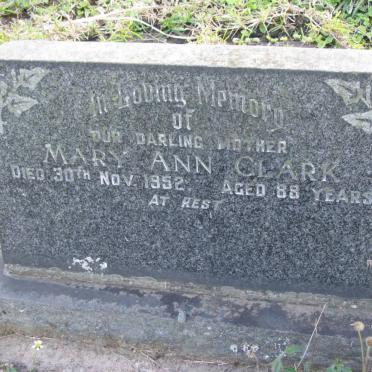 In Loving Memory
of
OUR DARLING MOTHER
MARY ANN CLARK
DIED 30TH NOV. 1952 AGED 88 YEARS
AT REST